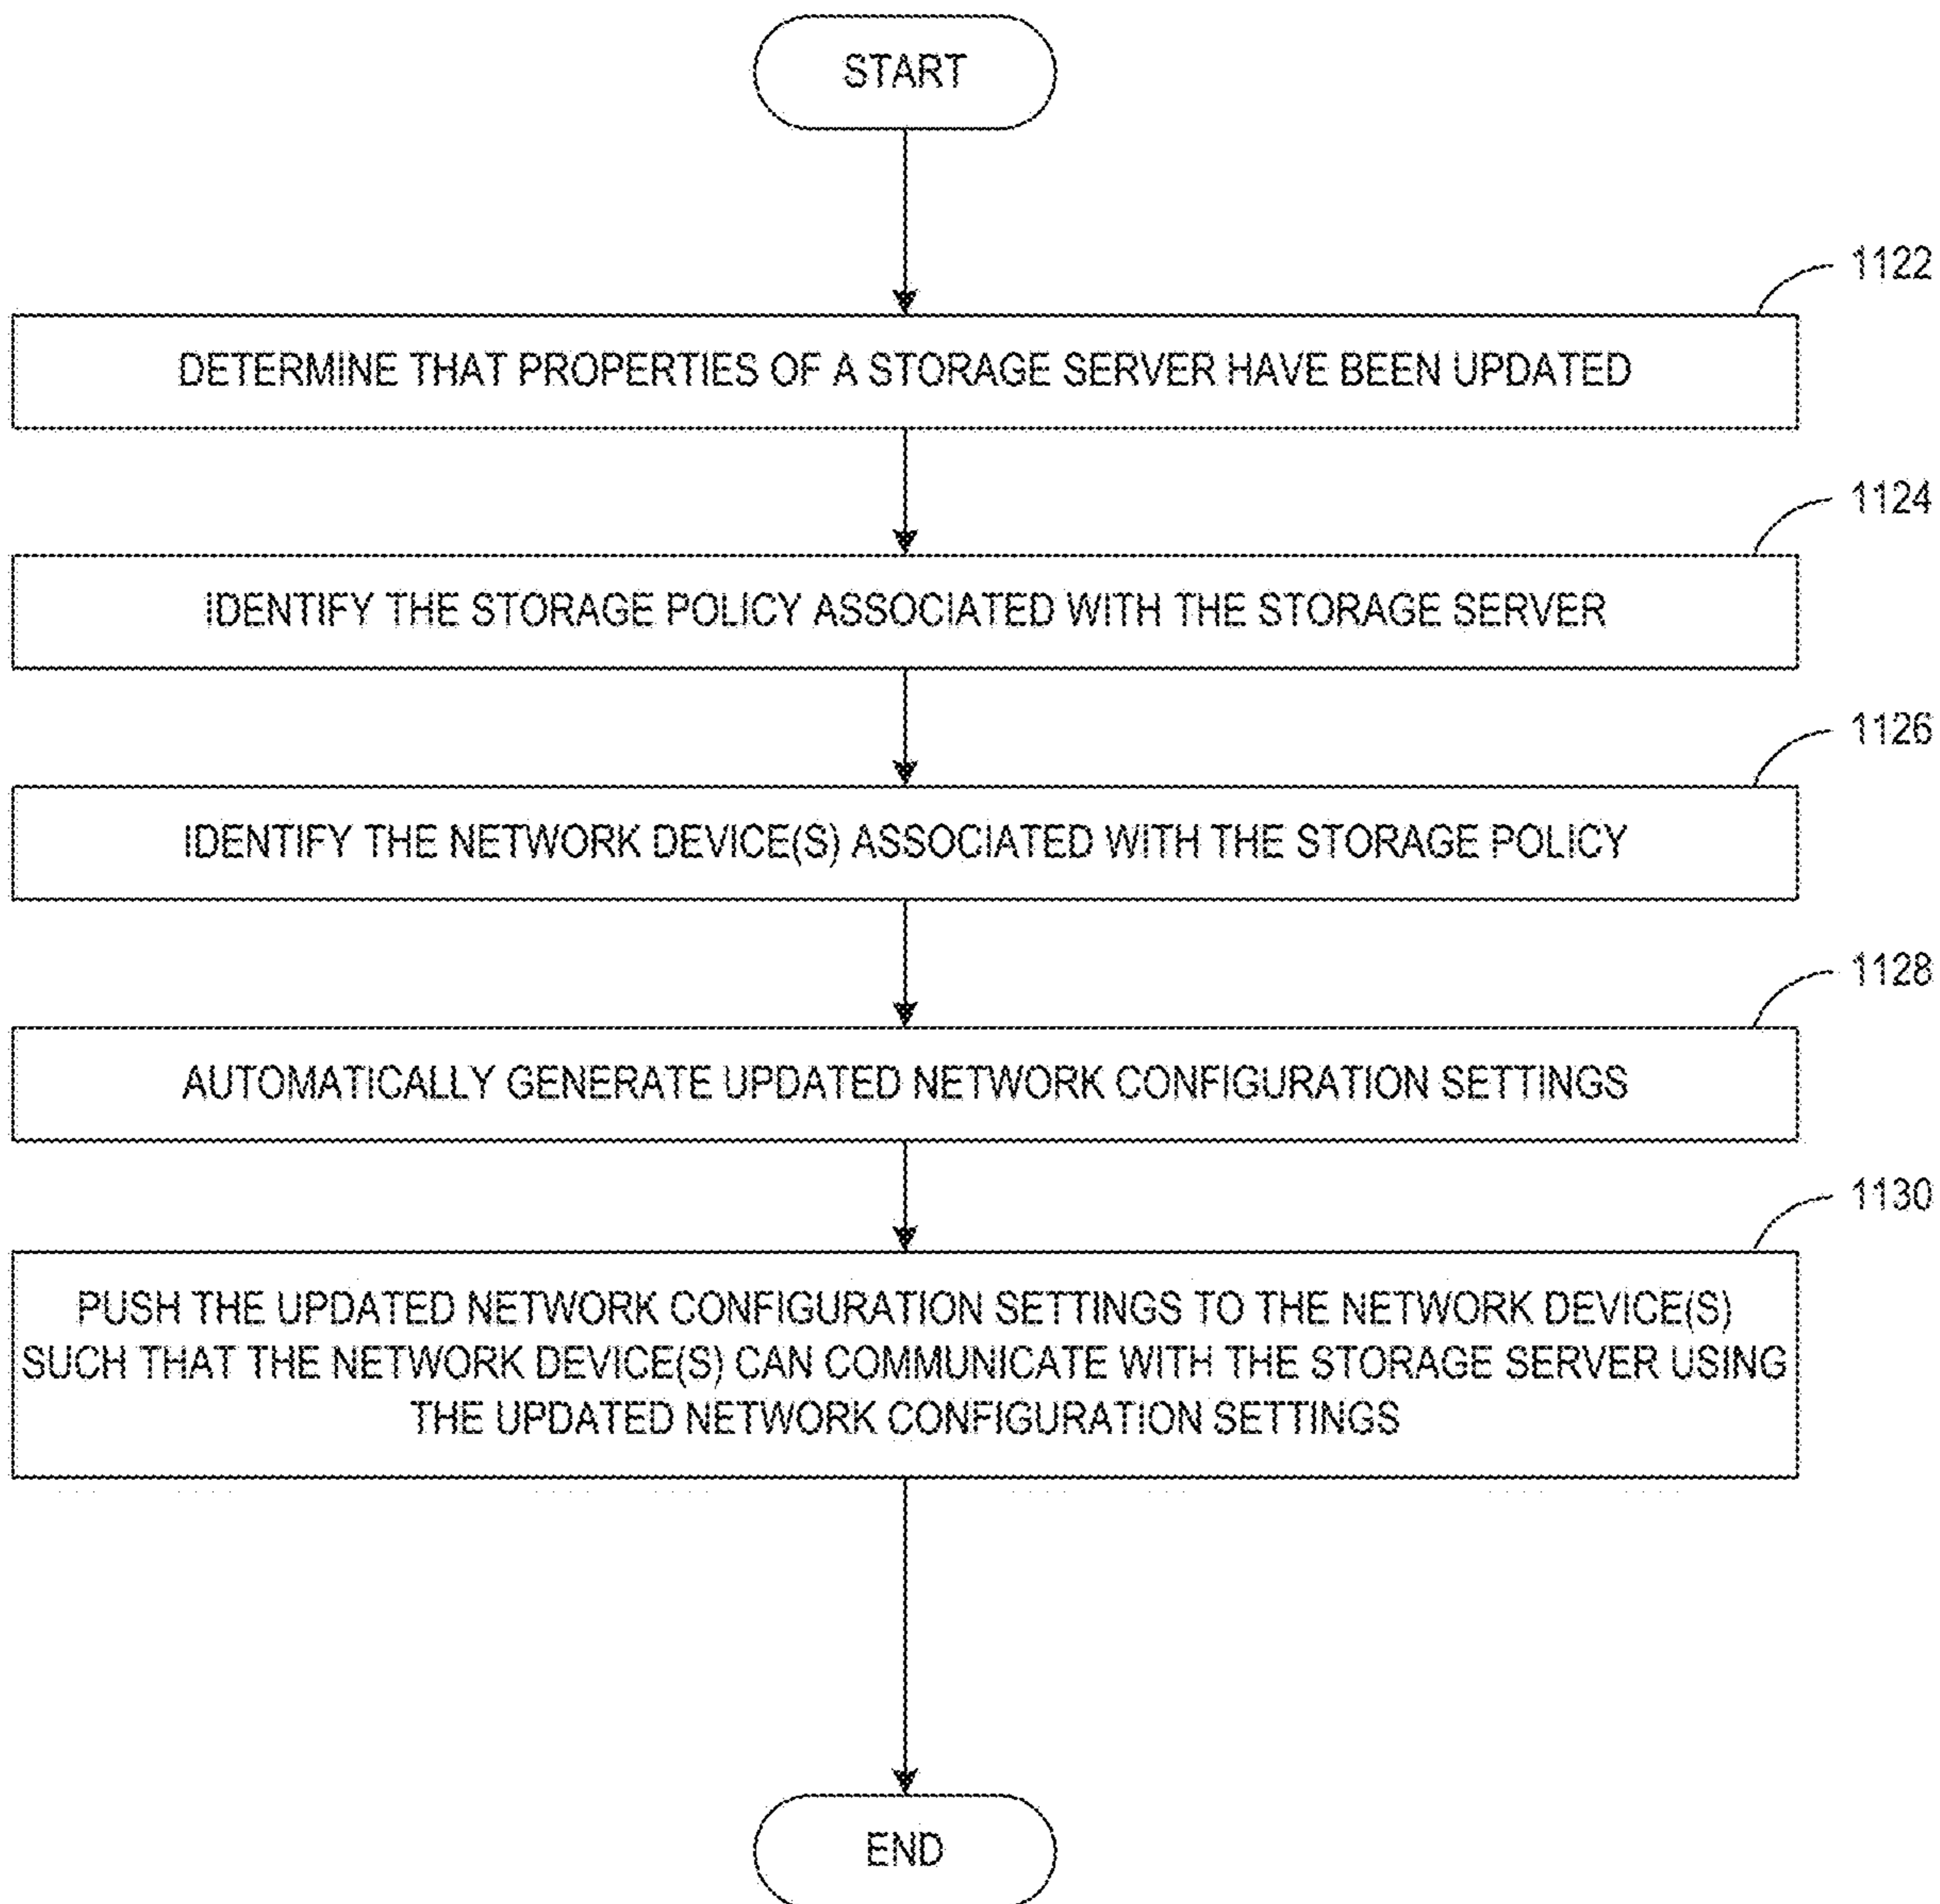 START
1122
DETERMINE THAT PROPERTIES OF A STORAGE SERVER HAVE BEEN UPDATED
1124
IDENTIFY THE STORAGE POLICY ASSOCIATED WITH THE STORAGE SERVER
1126
IDENTIFY THE NETWORK DEVICE(S) ASSOCIATED WITH THE STORAGE POLICY
1128
AUTOMATICALLY GENERATE UPDATED NETWORK CONFIGURATION SETTINGS
1130
PUSH THE UPDATED NETWORK CONFIGURATION SETTINGS TO THE NETWORK DEVICE(S)
SUCH THAT THE NETWORK DEVICE(S) CAN COMMUNICATE WITH THE STORAGE SERVER USING
THE UPDATED NETWORK CONFIGURATION SETTINGS
END